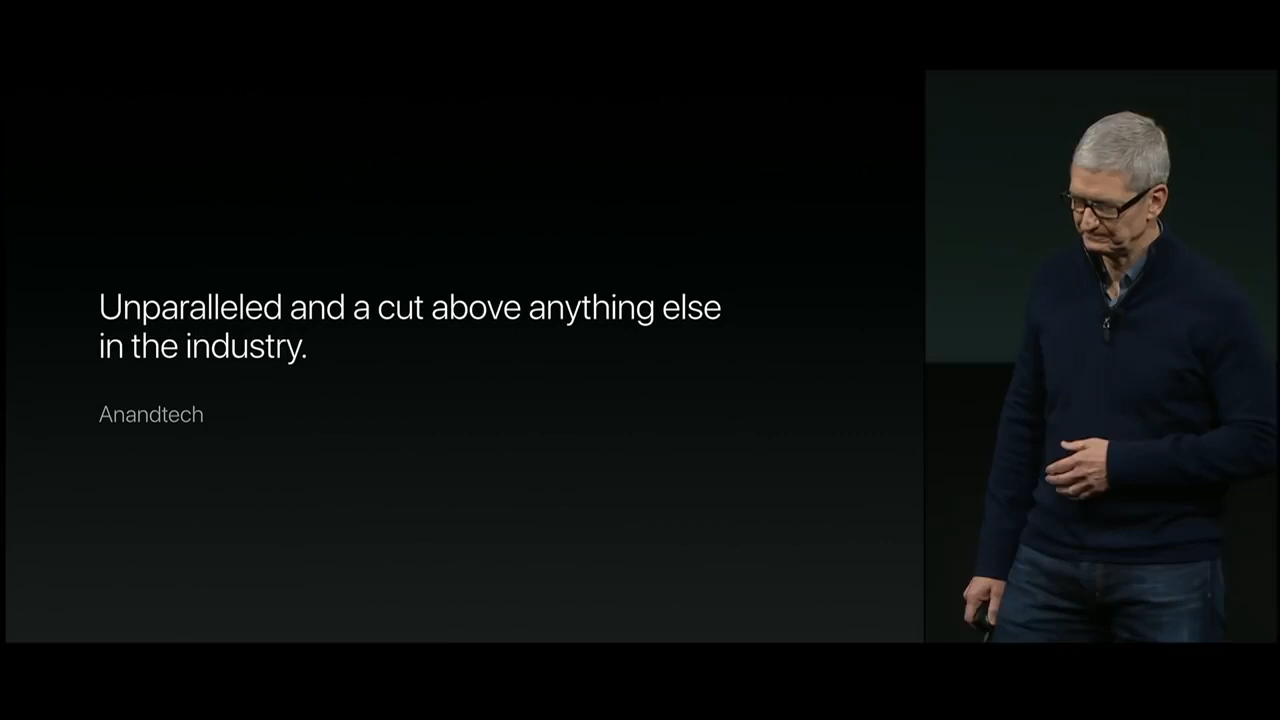 Unparalleled and a cut above anything else
in the industry.
Anandtech